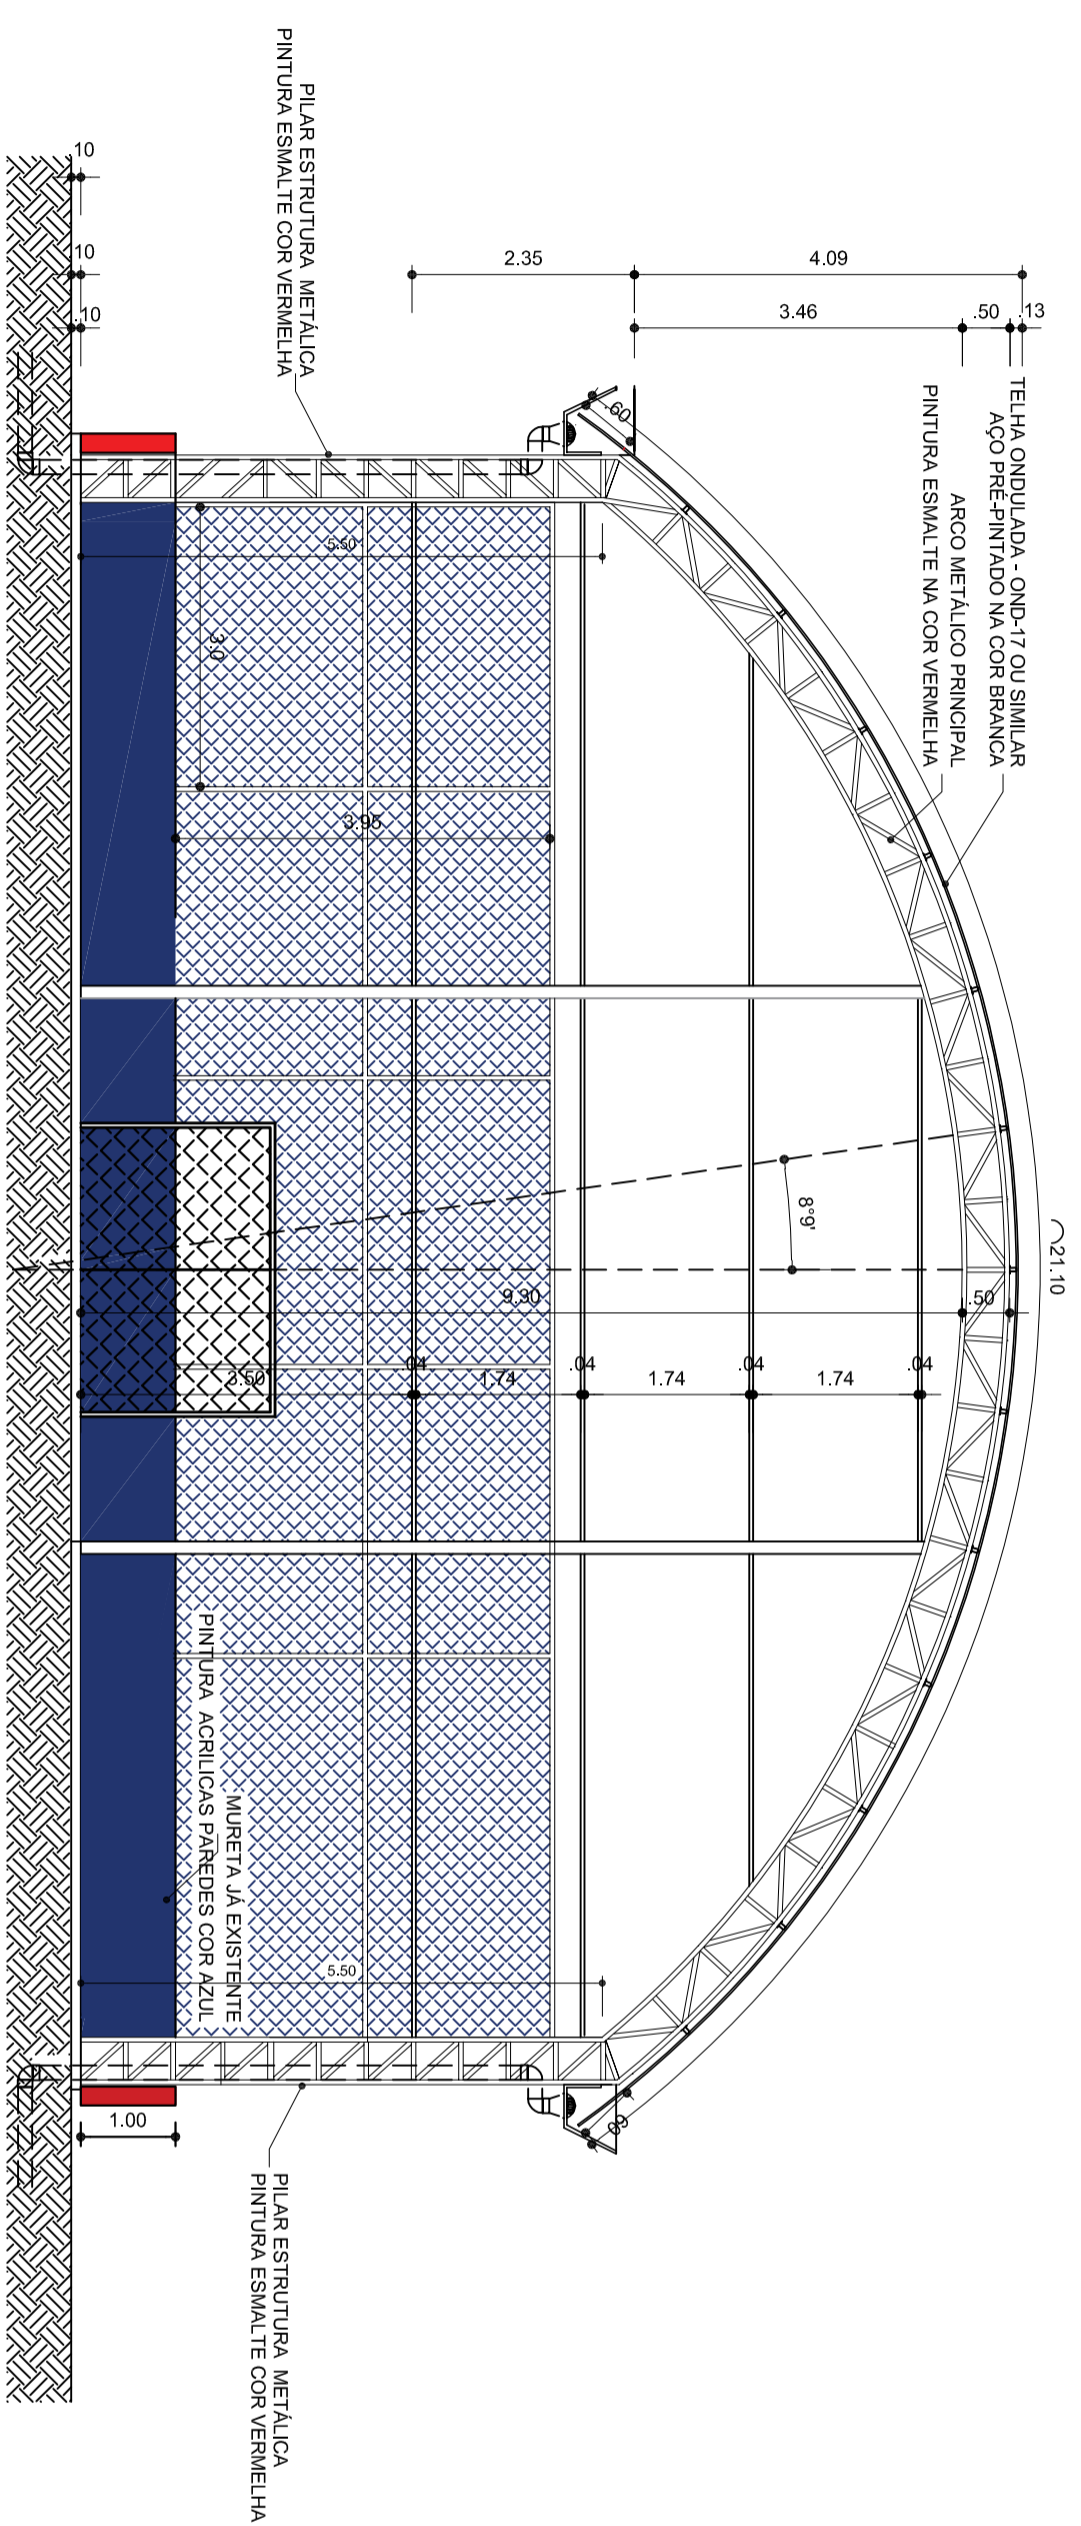 PILAR ESTRUTURA METÁLICA
PINTURA ESMALTE COR VERMELHA
TELHA ONDULADA - OND-17 OU SIMILAR
AÇO PRÉ-PINTADO NA COR BRANCA
ARCO METÁLICO PRINCIPAL
PINTURA ESMALTE NA COR VERMELHA
10
10
.10
2.35
4.09
3.46
.50
.13
.60
5.50
3.0
3.95
8°9'
21.10
9.30
.50
3.50
.04
1.74
.04
1.74
.04
1.74
.04
MURETA JÁ EXISTENTE
PINTURA ACRILICAS PAREDES COR AZUL
5.50
1.00
PILAR ESTRUTURA METÁLICA
PINTURA ESMALTE COR VERMELHA